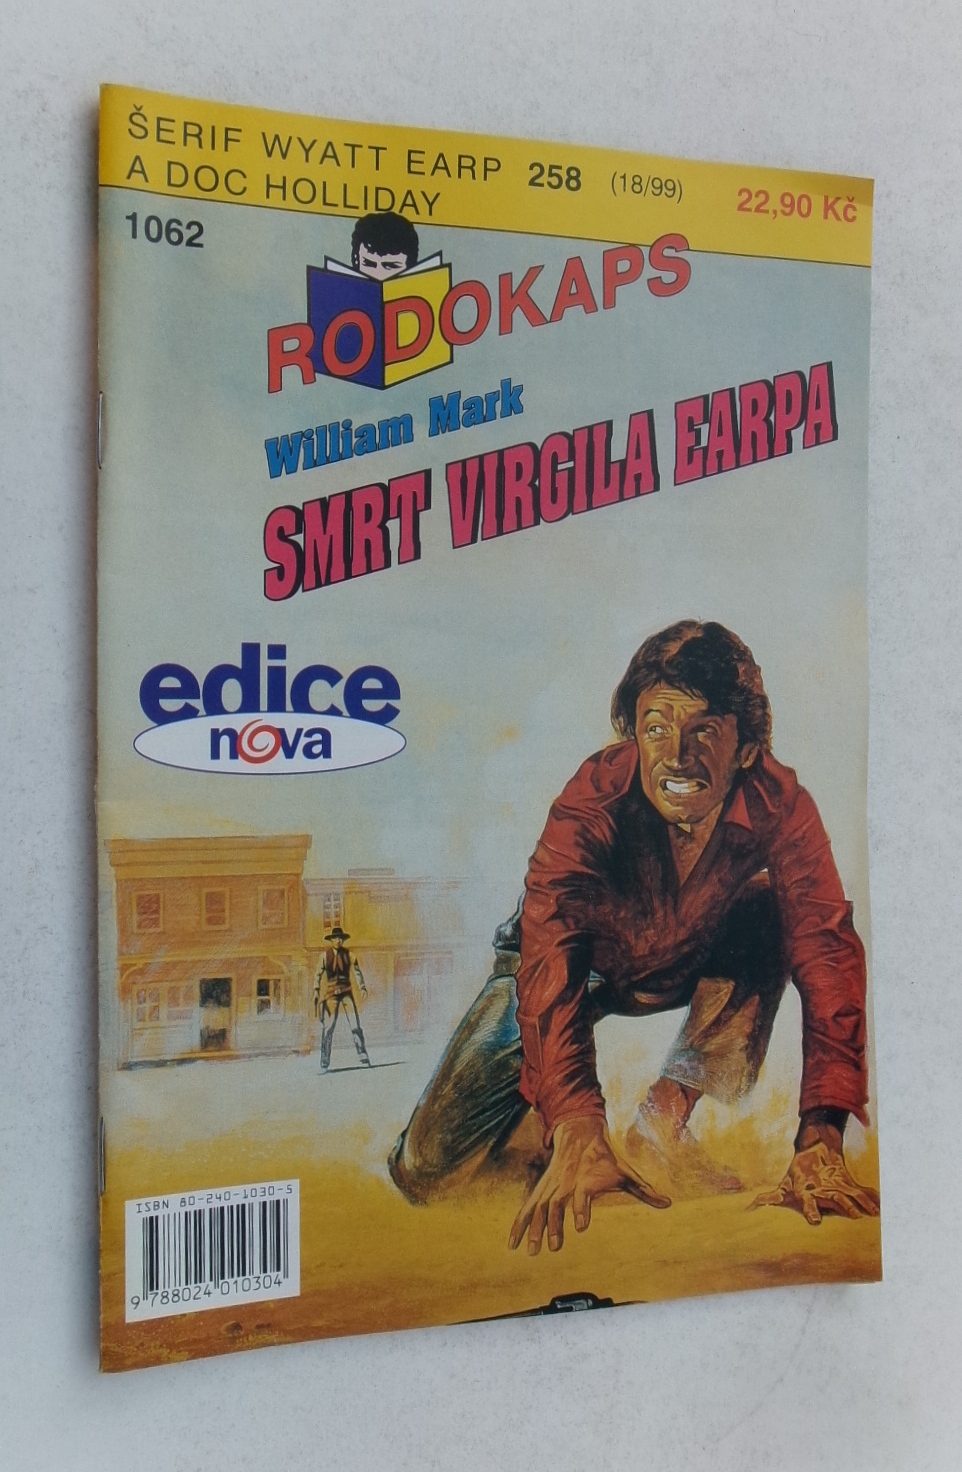 ŠERIF WYATT EARP 258 (18/99) 22,90 Kč
A DOC HOLLIDAY
1062
RODOKAPS
William Mark
SMRT VIRGILA EARPA
edice
nova
ISBN 80-240-1030-5
9 788024 010304